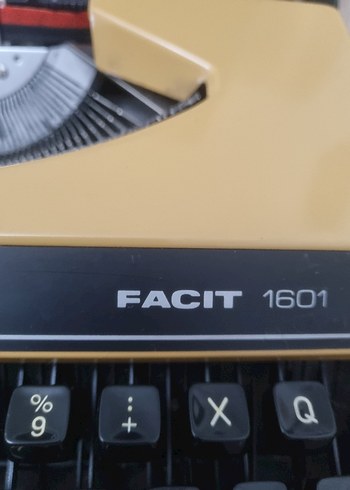 FACIT 1601
% : X Q
9 +